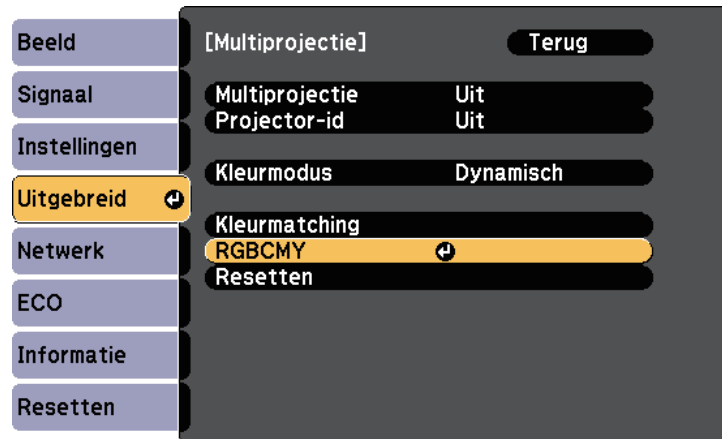 Beeld
Signaal
Instellingen
Uitgebreid
Netwerk
ECO
Informatie
Resetten
[Multiprojectie] Terug
Multiprojectie Uit
Projector-id Uit
Kleurmodus Dynamisch
Kleurmatching
RGBCMY
Resetten